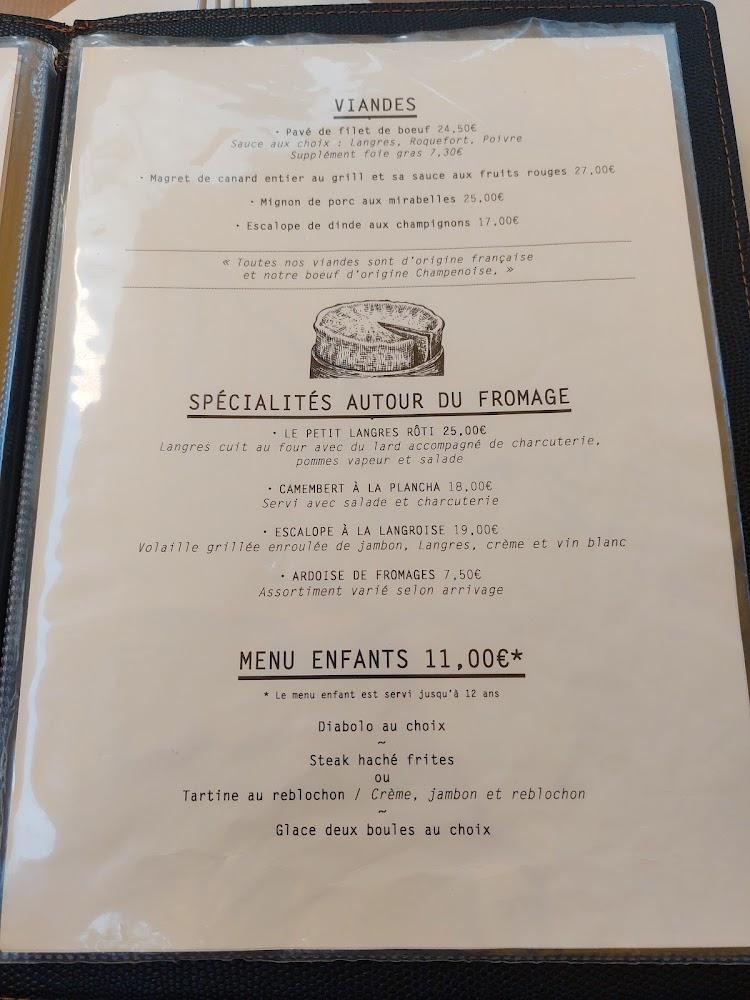 VIANDES
· Pavé de filet de boeuf 24,50€
Sauce aux choix : Langres, Roquefort, Poivre
Supplément foie gras 7,30€
· Magret de canard entier au grill et sa sauce aux fruits rouges 27,00€
· Mignon de porc aux mirabelles 25,00€
· Escalope de dinde aux champignons 17,00€
« Toutes nos viandes sont d'origine française
et notre boeuf d'origine Champenoise. »
SPÉCIALITÉS AUTOUR DU FROMAGE
· LE PETIT LANGRES RÔTI 25,00€
Langres cuit au four avec du lard accompagné de charcuterie,
pommes vapeur et salade
· CAMEMBERT À LA PLANCHA 18,00€
Servi avec salade et charcuterie
· ESCALOPE À LA LANGROISE 19,00€
Volaille grillée enroulée de jambon, Langres, crème et vin blanc
· ARDOISE DE FROMAGES 7,50€
Assortiment varié selon arrivage
MENU ENFANTS 11,00€*
* Le menu enfant est servi jusqu'à 12 ans
Diabolo au choix
~
Steak haché frites
ou
Tartine au reblochon / Crème, jambon et reblochon
~
Glace deux boules au choix